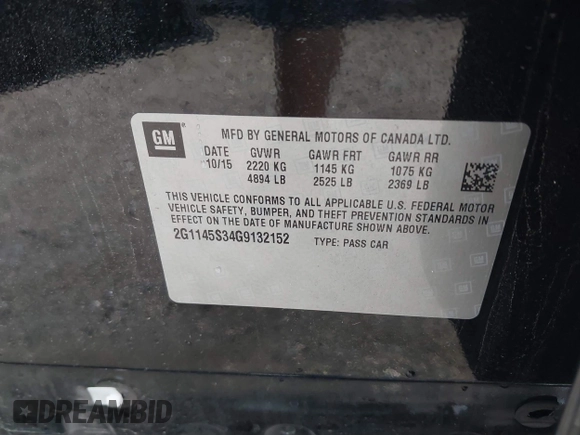 GM
MFD BY GENERAL MOTORS OF CANADA LTD.
DATE GVWR GAWR FRT GAWR RR
10/15 2220 KG 1145 KG 1075 KG
4894 LB 2525 LB 2369 LB
THIS VEHICLE CONFORMS TO ALL APPLICABLE U.S. FEDERAL MOTOR
VEHICLE SAFETY, BUMPER, AND THEFT PREVENTION STANDARDS IN
EFFECT ON THE DATE OF MANUFACTURE SHOWN ABOVE.
2G1145S34G9132152 TYPE: PASS CAR
DREAMBID